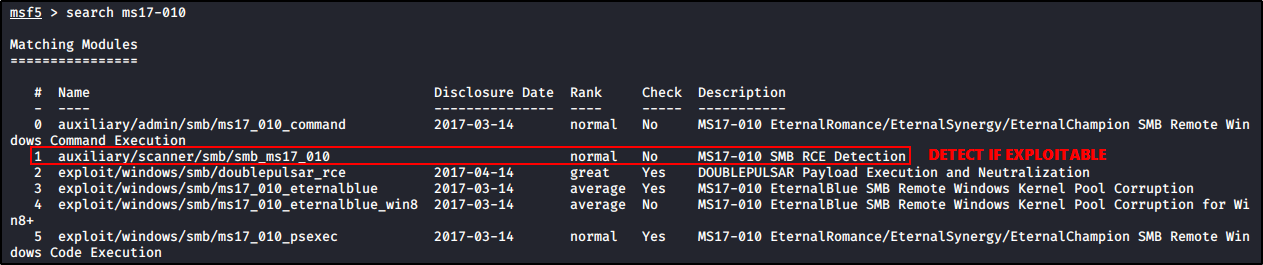 msf5 > search ms17-010
Matching Modules
================
# Name Disclosure Date Rank Check Description
- ---- --------------- ---- ----- -----------
0 auxiliary/admin/smb/ms17_010_command 2017-03-14 normal No MS17-010 EternalRomance/EternalSynergy/EternalChampion SMB Remote Win
dows Command Execution
1 auxiliary/scanner/smb/smb_ms17_010 normal No MS17-010 SMB RCE Detection DETECT IF EXPLOITABLE
2 exploit/windows/smb/doublepulsar_rce 2017-04-14 great Yes DOUBLEPULSAR Payload Execution and Neutralization
3 exploit/windows/smb/ms17_010_eternalblue 2017-03-14 average Yes MS17-010 EternalBlue SMB Remote Windows Kernel Pool Corruption
4 exploit/windows/smb/ms17_010_eternalblue_win8 2017-03-14 average No MS17-010 EternalBlue SMB Remote Windows Kernel Pool Corruption for Wi
n8+
5 exploit/windows/smb/ms17_010_psexec 2017-03-14 normal Yes MS17-010 EternalRomance/EternalSynergy/EternalChampion SMB Remote Win
dows Code Execution